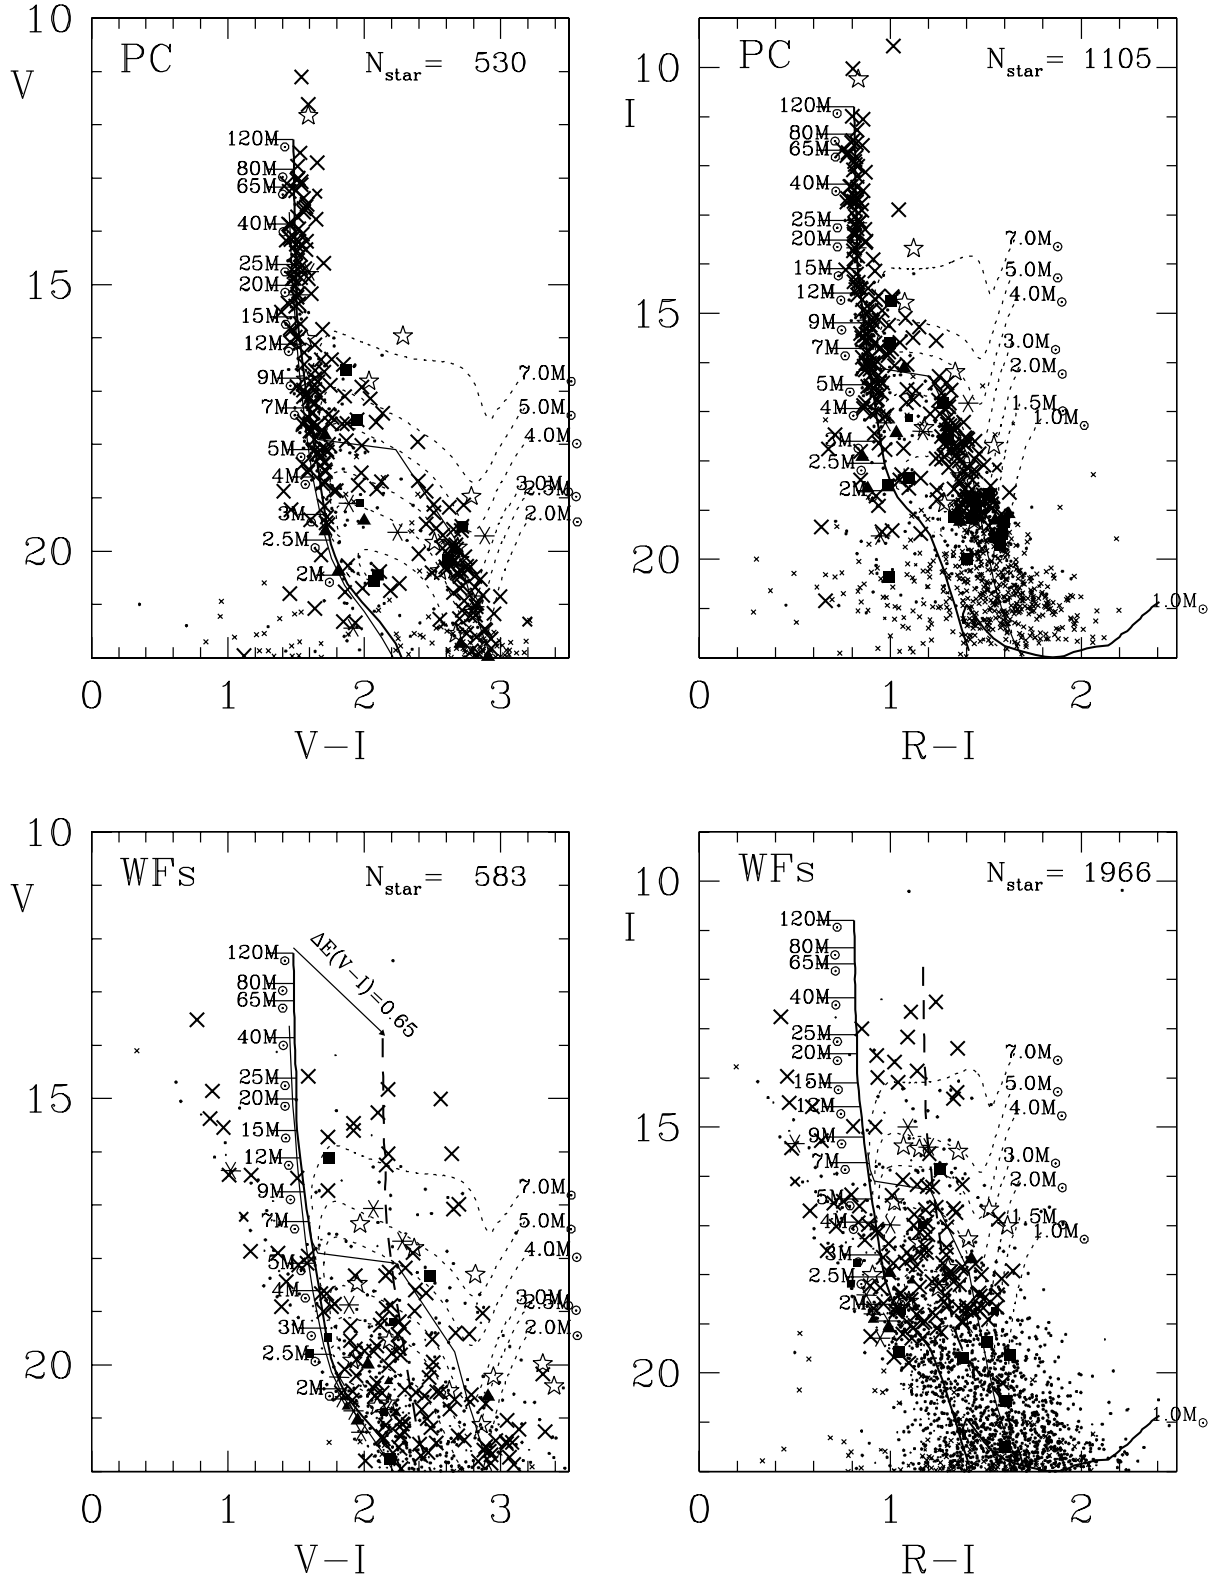 10
PC
N_star = 530
V
120M⊙
80M⊙
65M⊙
40M⊙
25M⊙
20M⊙
15
15M⊙
12M⊙
9M⊙
7M⊙
7.0M⊙
5.0M⊙
4.0M⊙
5M⊙
4M⊙
3.0M⊙
2.5M⊙
3M⊙
2.0M⊙
2.5M⊙
20
2M⊙
0 1 2 3
V-I
PC
N_star = 1105
10
I
120M⊙
80M⊙
65M⊙
40M⊙
25M⊙
20M⊙
7.0M⊙
15M⊙
5.0M⊙
12M⊙
4.0M⊙
15
9M⊙
7M⊙
3.0M⊙
2.0M⊙
5M⊙
4M⊙
1.5M⊙
1.0M⊙
2.5M⊙
2M⊙
20
1.0M⊙
0 1 2
R-I
10
WFs
N_star = 583
V
ΔE(V-I)=0.65
120M⊙
80M⊙
65M⊙
40M⊙
25M⊙
20M⊙
15
15M⊙
12M⊙
9M⊙
7M⊙
7.0M⊙
5.0M⊙
4.0M⊙
5M⊙
4M⊙
3.0M⊙
2.5M⊙
3M⊙
2.0M⊙
2.5M⊙
20
2M⊙
0 1 2 3
V-I
WFs
N_star = 1966
10
I
120M⊙
80M⊙
65M⊙
40M⊙
25M⊙
20M⊙
7.0M⊙
15M⊙
5.0M⊙
12M⊙
4.0M⊙
15
9M⊙
7M⊙
3.0M⊙
2.0M⊙
5M⊙
4M⊙
1.5M⊙
1.0M⊙
3M⊙
2.5M⊙
2M⊙
20
1.0M⊙
0 1 2
R-I